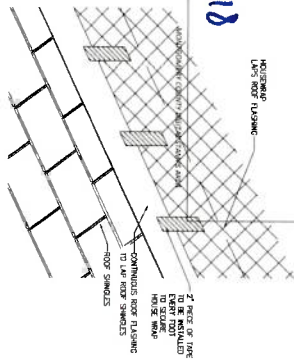 18
HOUSEWRAP
LAPS ROOF FLASHING
2" PIECE OF TAPE
TO BE INSTALLED
EVERY FOOT
TO SECURE
HOUSE WRAP
CONTINUOUS ROOF FLASHING
TO LAP ROOF SHINGLES
ROOF SHINGLES